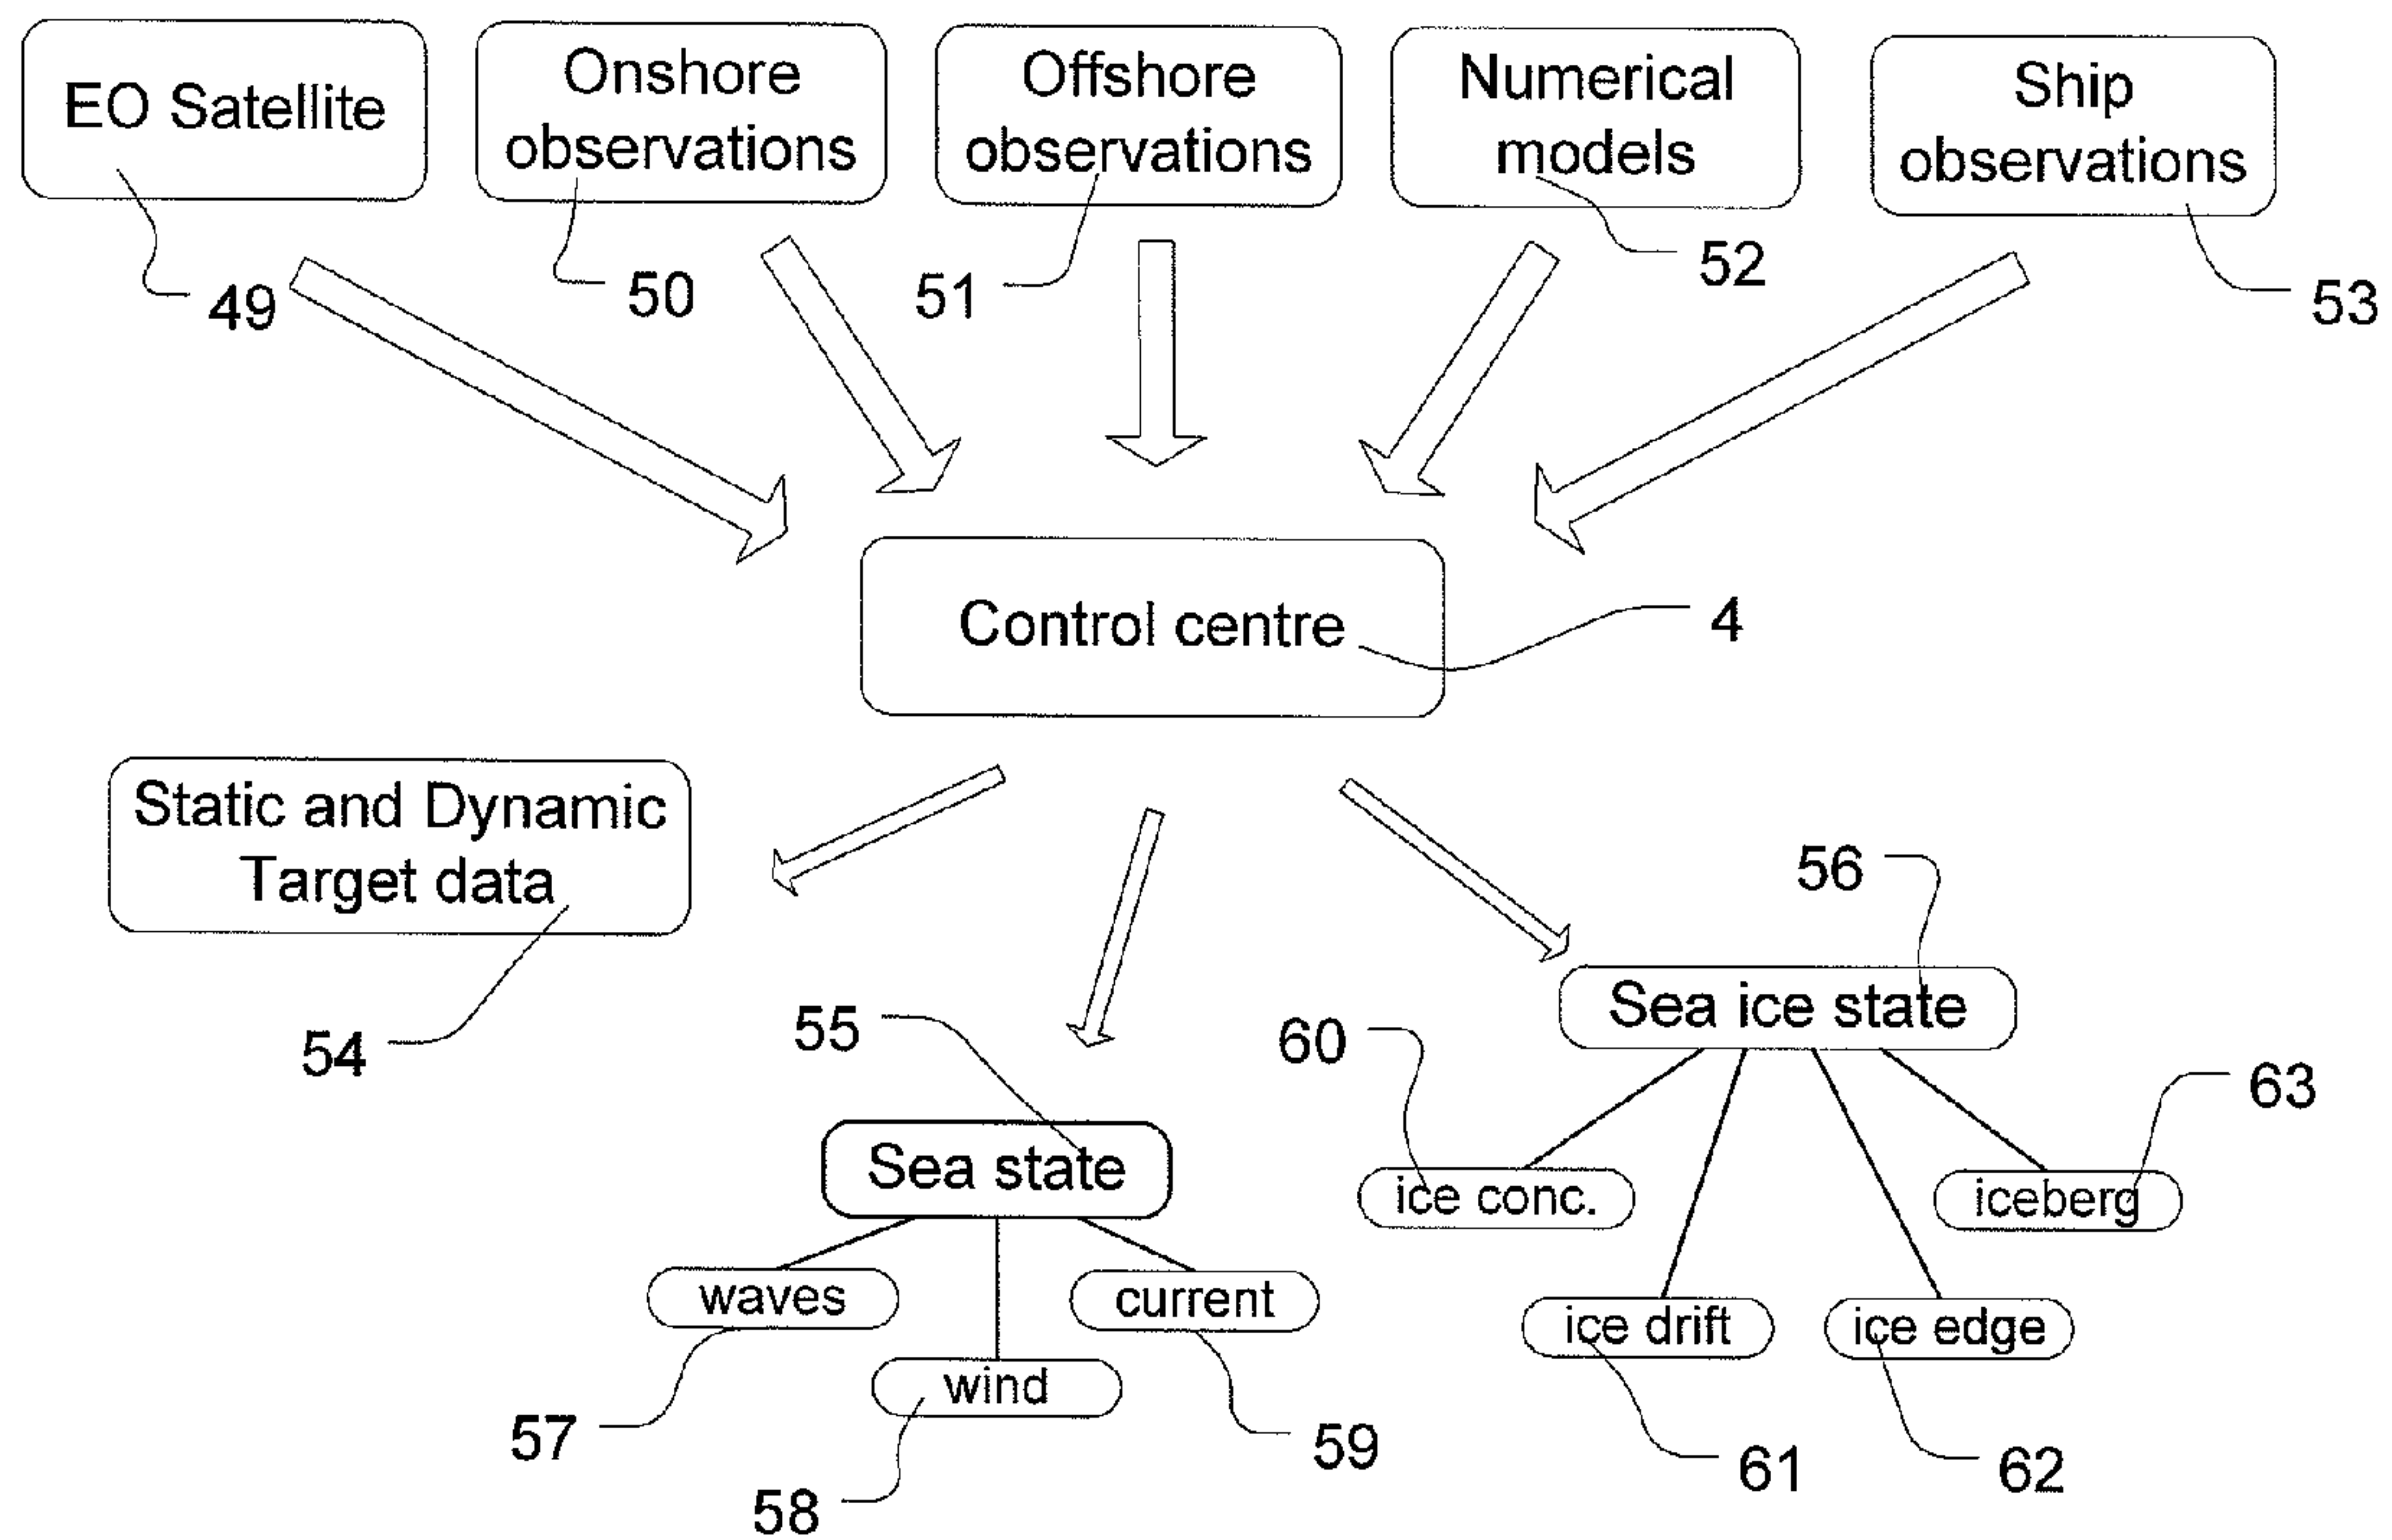 EO Satellite
Onshore
observations
Offshore
observations
Numerical
models
Ship
observations
49
50
51
52
53
Control centre
4
Static and Dynamic
Target data
54
55
56
Sea state
Sea ice state
60
63
ice conc.
iceberg
waves
current
ice drift
ice edge
wind
57
58
59
61
62